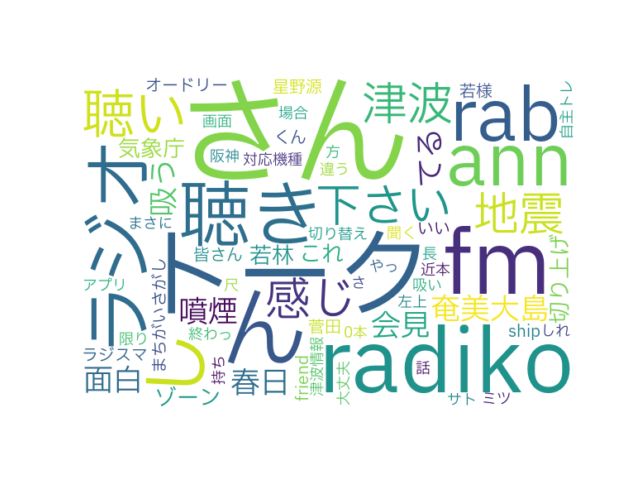 オードリー
星野源
若様
自主トレ
聴い
さん
津波
rab
画面
場合
くん
気象庁
阪神
対応機種
方
違う
てる
ann
ラジオ
吸う
聴き
下さい
地震
まさに
切り替え
聞く
いい
トーク
fm
皆さん
若林
これ
やっ
長
近本
切り上げ
アプリ
まちがいさがし
噴煙
尺
感じ
さ
吸い
奄美大島
ん
左上
限り
終わっ
菅田
0本
会見
ship
しれ
ラジスマ
し
津波情報
radiko
面白
持ち
春日
friend
大丈夫
話
ゾーン
サト
ミツ